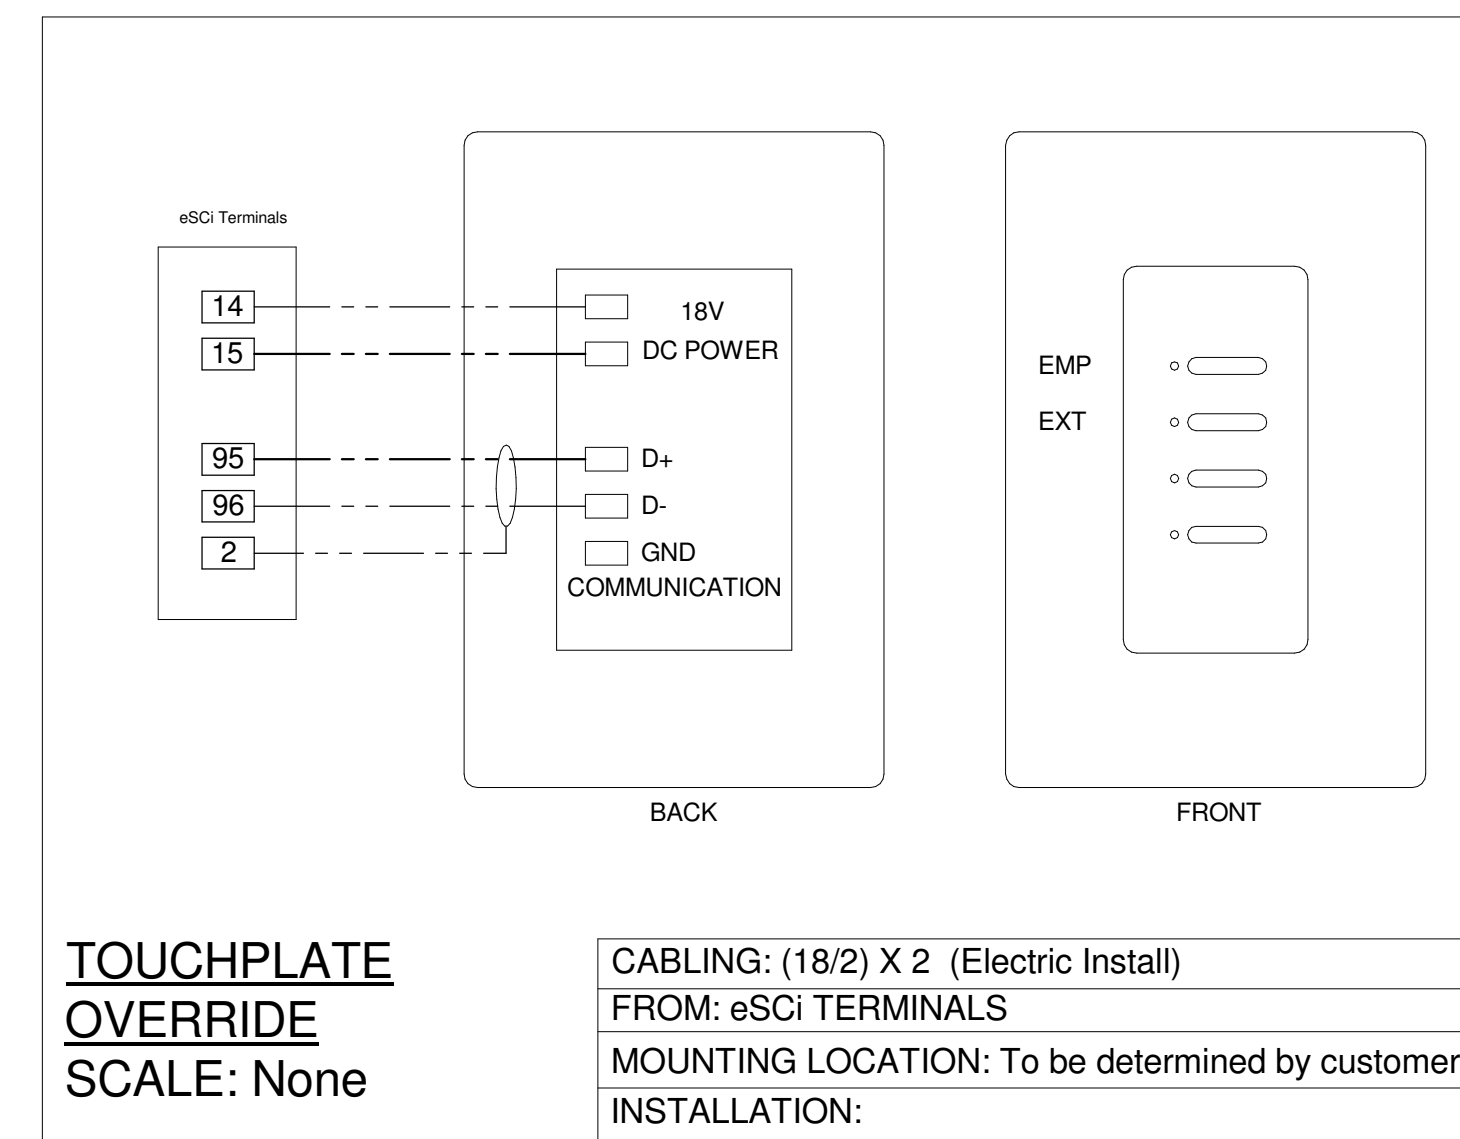 eSCi Terminals
14
18V
15
DC POWER
EMP
EXT
95
D+
96
D-
2
GND
COMMUNICATION
BACK
FRONT
TOUCHPLATE
OVERRIDE
SCALE: None
CABLING: (18/2) X 2 (Electric Install)
FROM: eSCi TERMINALS
MOUNTING LOCATION: To be determined by customer
INSTALLATION: